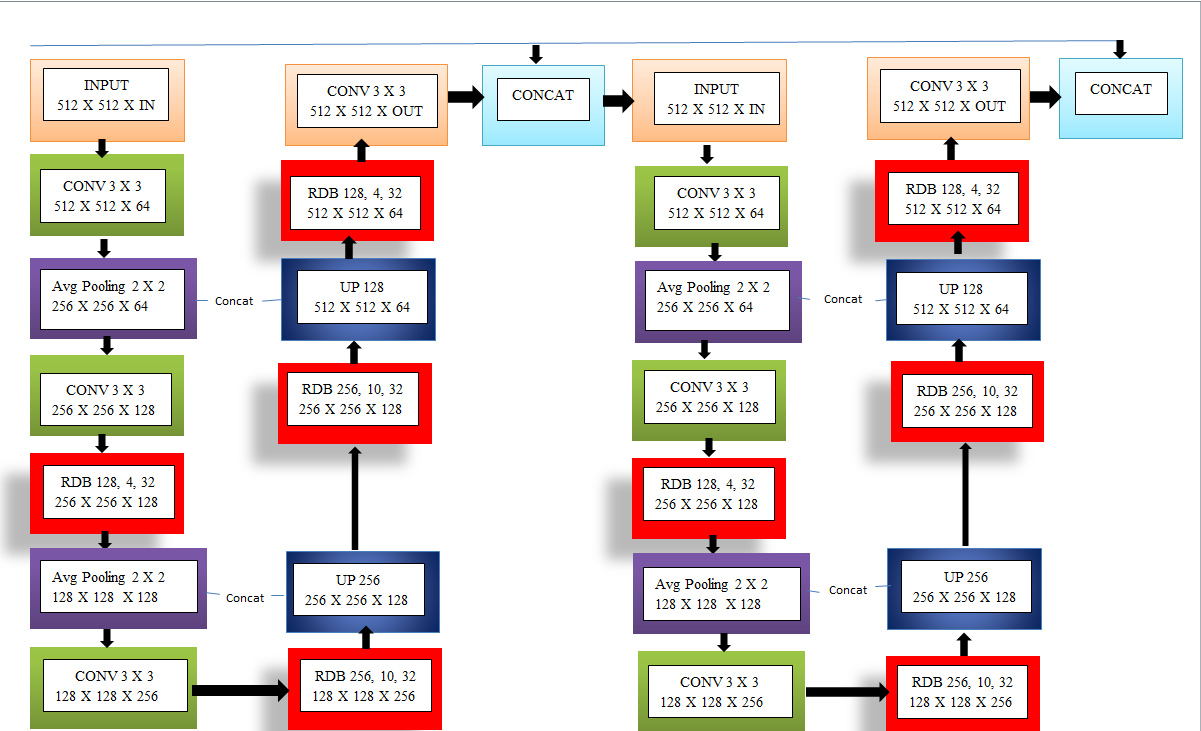 INPUT
512 X 512 X IN
CONV 3 X 3
512 X 512 X 64
Avg Pooling 2 X 2
256 X 256 X 64
CONV 3 X 3
256 X 256 X 128
RDB 128, 4, 32
256 X 256 X 128
Avg Pooling 2 X 2
128 X 128 X 128
CONV 3 X 3
128 X 128 X 256
Concat
Concat
CONV 3 X 3
512 X 512 X OUT
RDB 128, 4, 32
512 X 512 X 64
UP 128
512 X 512 X 64
RDB 256, 10, 32
256 X 256 X 128
UP 256
256 X 256 X 128
RDB 256, 10, 32
128 X 128 X 256
CONCAT
INPUT
512 X 512 X IN
CONV 3 X 3
512 X 512 X 64
Avg Pooling 2 X 2
256 X 256 X 64
CONV 3 X 3
256 X 256 X 128
RDB 128, 4, 32
256 X 256 X 128
Avg Pooling 2 X 2
128 X 128 X 128
CONV 3 X 3
128 X 128 X 256
Concat
Concat
CONV 3 X 3
512 X 512 X OUT
RDB 128, 4, 32
512 X 512 X 64
UP 128
512 X 512 X 64
RDB 256, 10, 32
256 X 256 X 128
UP 256
256 X 256 X 128
RDB 256, 10, 32
128 X 128 X 256
CONCAT